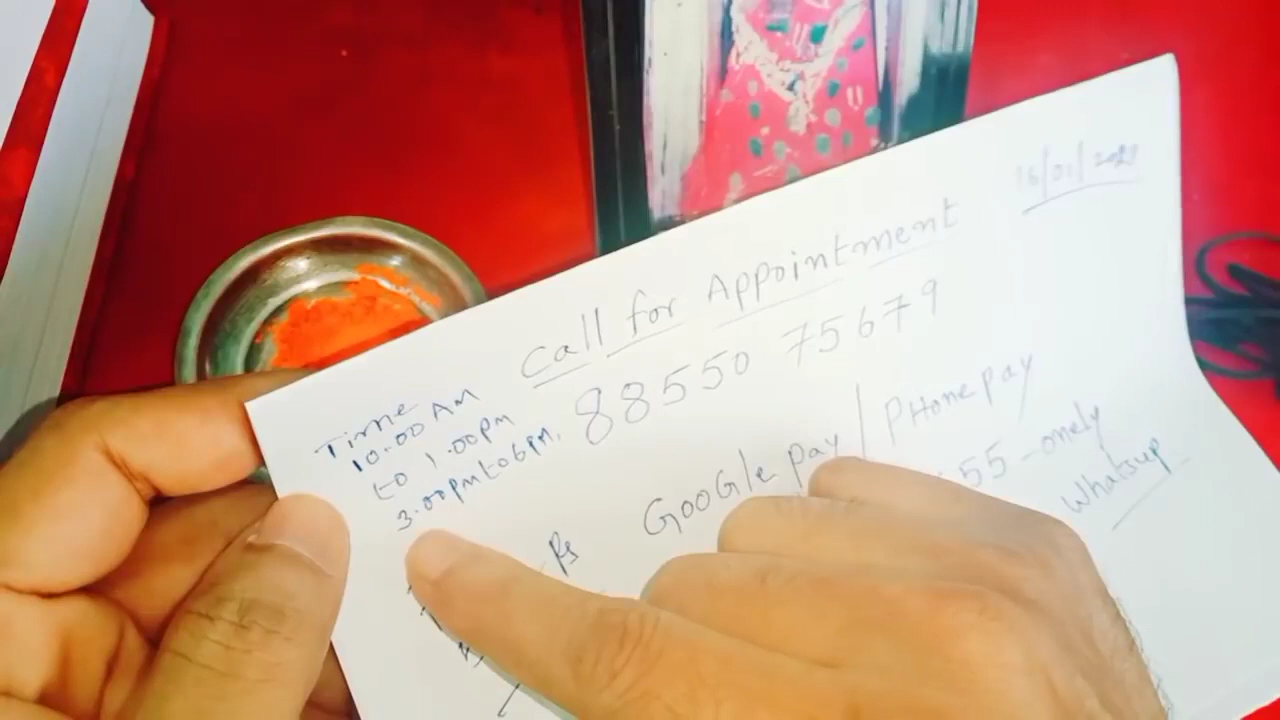 16/01/202
Call for Appointment
88550 75679
Time
10.00 AM
to 1.00pm
3.00pm to 6pm.
GooGle pay / PHone pay
55 - onely
Whatsup
Rs